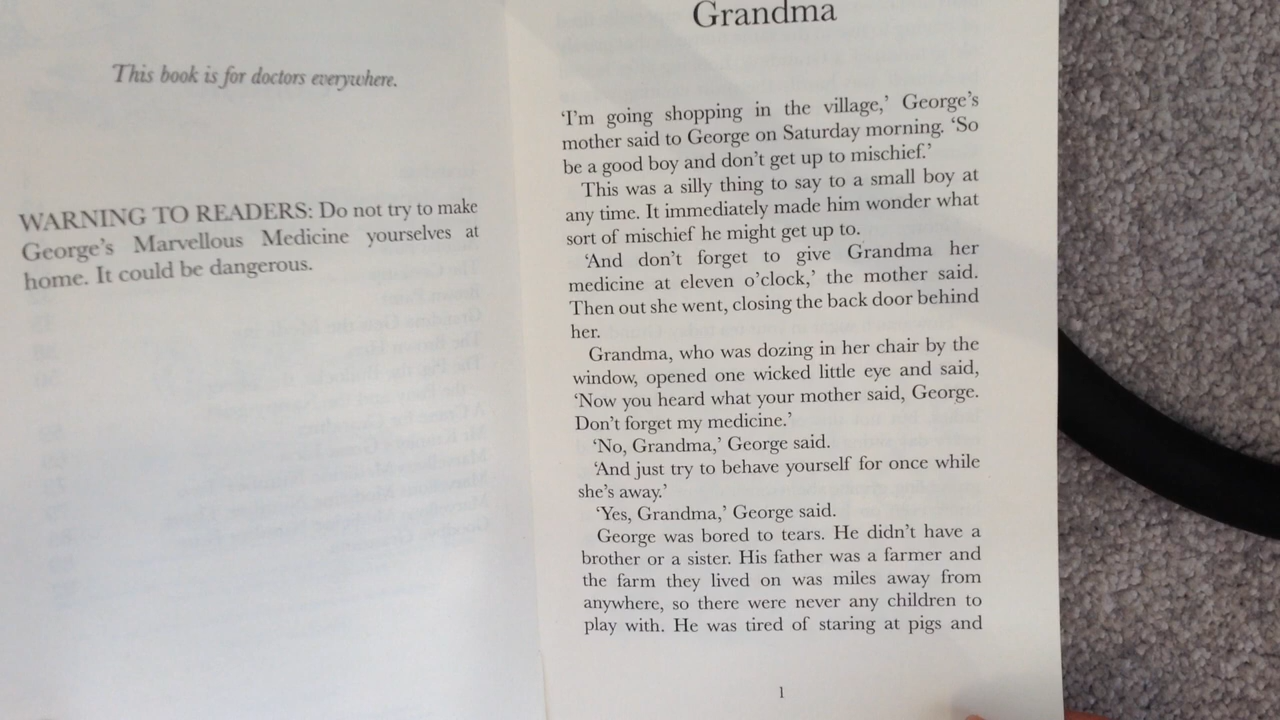 This book is for doctors everywhere.
WARNING TO READERS: Do not try to make
George's Marvellous Medicine yourselves at
home. It could be dangerous.
Grandma
‘I'm going shopping in the village,’ George's
mother said to George on Saturday morning. ‘So
be a good boy and don't get up to mischief.’
This was a silly thing to say to a small boy at
any time. It immediately made him wonder what
sort of mischief he might get up to.
‘And don't forget to give Grandma her
medicine at eleven o'clock,’ the mother said.
Then out she went, closing the back door behind
her.
Grandma, who was dozing in her chair by the
window, opened one wicked little eye and said,
‘Now you heard what your mother said, George.
Don't forget my medicine.’
‘No, Grandma,’ George said.
‘And just try to behave yourself for once while
she's away.’
‘Yes, Grandma,’ George said.
George was bored to tears. He didn't have a
brother or a sister. His father was a farmer and
the farm they lived on was miles away from
anywhere, so there were never any children to
play with. He was tired of staring at pigs and
1